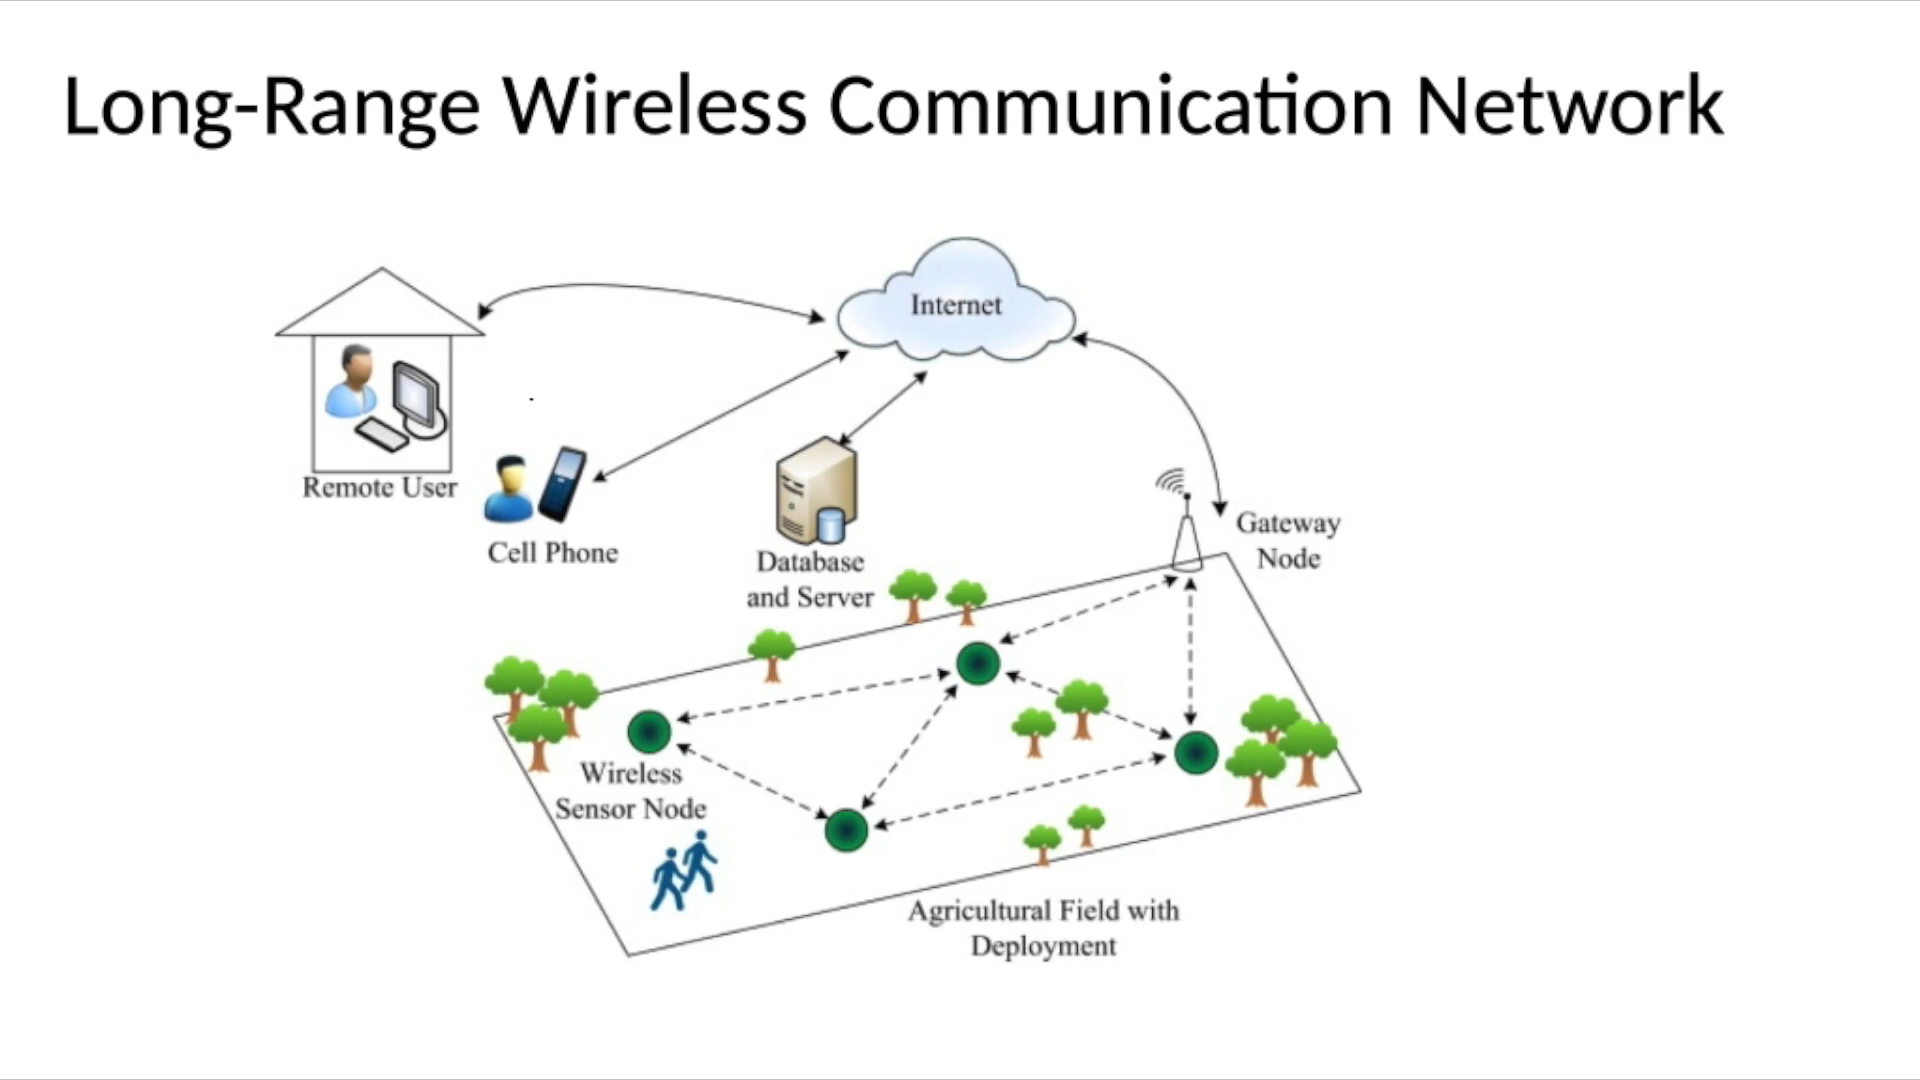 Long-Range Wireless Communication Network
Internet
Remote User
Cell Phone
Database
and Server
Gateway
Node
Wireless
Sensor Node
Agricultural Field with
Deployment